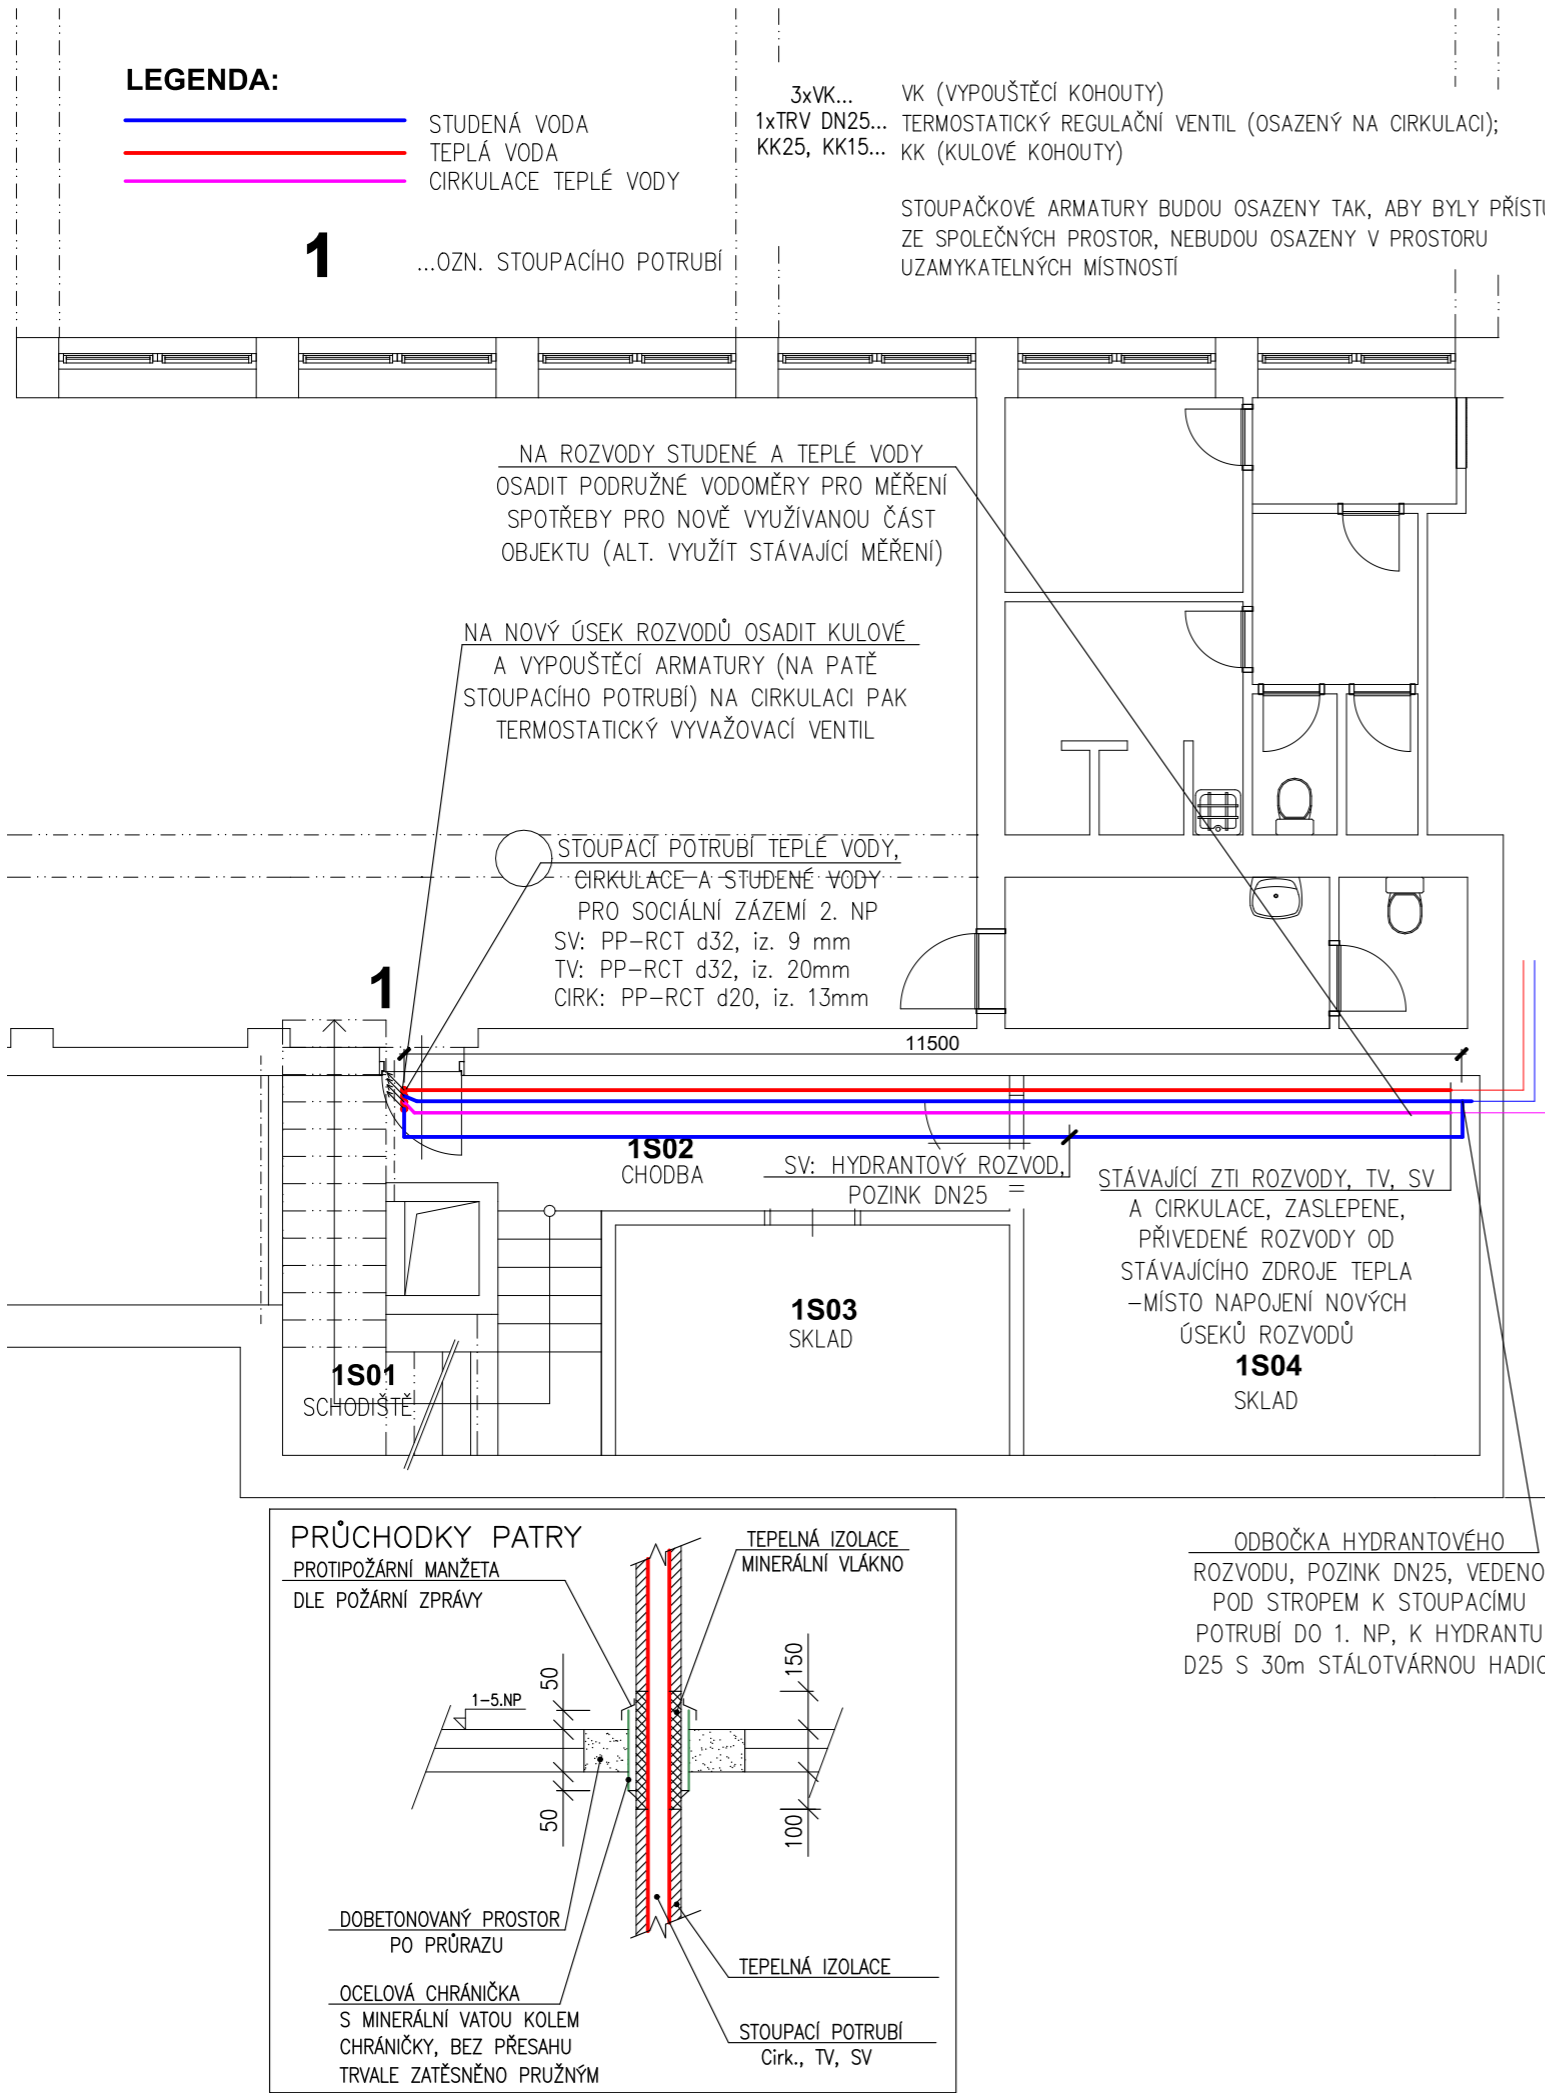 LEGENDA:
STUDENÁ VODA
TEPLÁ VODA
CIRKULACE TEPLÉ VODY
1
...OZN. STOUPACÍHO POTRUBÍ
3xVK... VK (VYPOUŠTĚCÍ KOHOUTY)
1xTRV DN25... TERMOSTATICKÝ REGULAČNÍ VENTIL (OSAZENÝ NA CIRKULACI);
KK25, KK15... KK (KULOVÉ KOHOUTY)
STOUPAČKOVÉ ARMATURY BUDOU OSAZENY TAK, ABY BYLY PŘÍSTU
ZE SPOLEČNÝCH PROSTOR, NEBUDOU OSAZENY V PROSTORU
UZAMYKATELNÝCH MÍSTNOSTÍ
NA ROZVODY STUDENÉ A TEPLÉ VODY
OSADIT PODRUŽNÉ VODOMĚRY PRO MĚŘENÍ
SPOTŘEBY PRO NOVĚ VYUŽÍVANOU ČÁST
OBJEKTU (ALT. VYUŽÍT STÁVAJÍCÍ MĚŘENÍ)
NA NOVÝ ÚSEK ROZVODŮ OSADIT KULOVÉ
A VYPOUŠTĚCÍ ARMATURY (NA PATĚ
STOUPACÍHO POTRUBÍ) NA CIRKULACI PAK
TERMOSTATICKÝ VYVAŽOVACÍ VENTIL
STOUPACÍ POTRUBÍ TEPLÉ VODY,
CIRKULACE A STUDENÉ VODY
PRO SOCIÁLNÍ ZÁZEMÍ 2. NP
SV: PP-RCT d32, iz. 9 mm
TV: PP-RCT d32, iz. 20mm
CIRK: PP-RCT d20, iz. 13mm
1
11500
1S02
CHODBA
SV: HYDRANTOVÝ ROZVOD,
POZINK DN25
STÁVAJÍCÍ ZTI ROZVODY, TV, SV
A CIRKULACE, ZASLEPENE,
PŘIVEDENÉ ROZVODY OD
STÁVAJÍCÍHO ZDROJE TEPLA
-MÍSTO NAPOJENÍ NOVÝCH
ÚSEKŮ ROZVODŮ
1S03
SKLAD
1S04
SKLAD
1S01
SCHODIŠTĚ
ODBOČKA HYDRANTOVÉHO
ROZVODU, POZINK DN25, VEDENO
POD STROPEM K STOUPACÍMU
POTRUBÍ DO 1. NP, K HYDRANTU
D25 S 30m STÁLOTVÁRNOU HADIC
PRŮCHODKY PATRY
PROTIPOŽÁRNÍ MANŽETA
DLE POŽÁRNÍ ZPRÁVY
TEPELNÁ IZOLACE
MINERÁLNÍ VLÁKNO
50
150
1-5.NP
50
100
DOBETONOVANÝ PROSTOR
PO PRŮRAZU
TEPELNÁ IZOLACE
OCELOVÁ CHRÁNIČKA
S MINERÁLNÍ VATOU KOLEM
CHRÁNIČKY, BEZ PŘESAHU
TRVALE ZATĚSNĚNO PRUŽNÝM
STOUPACÍ POTRUBÍ
Cirk., TV, SV